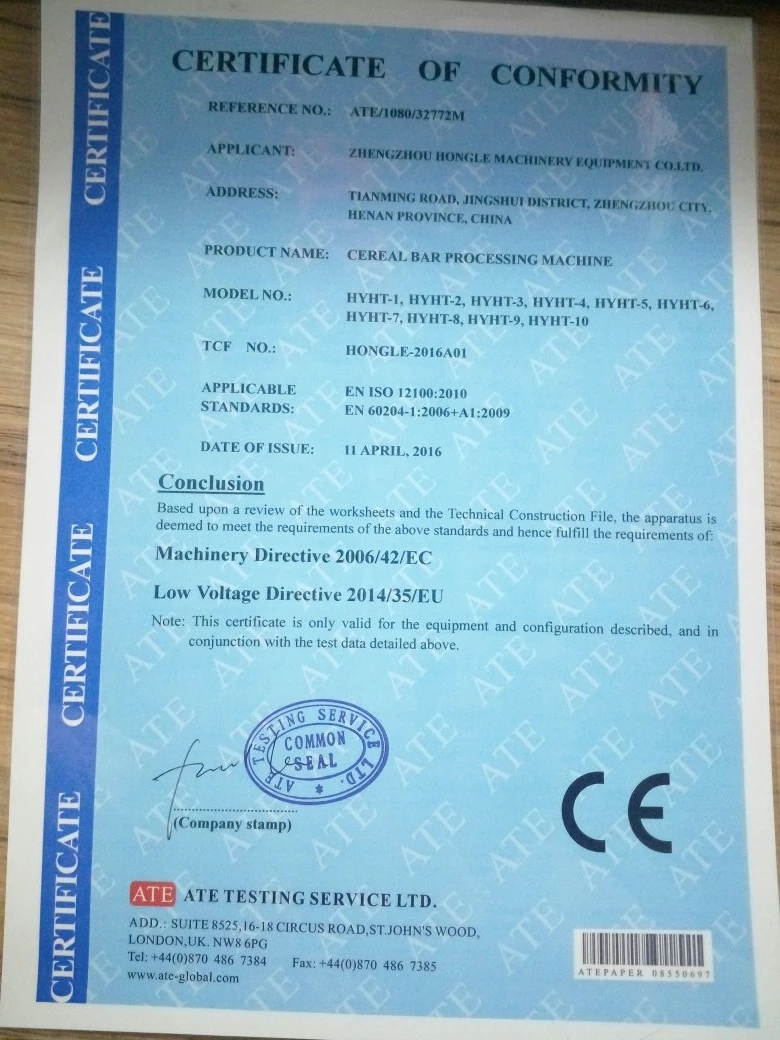 CERTIFICATE OF CONFORMITY
REFERENCE NO.: ATE/1080/32772M
APPLICANT: ZHENGZHOU HONGLE MACHINERY EQUIPMENT CO.LTD.
ADDRESS: TIANMING ROAD, JINGSHUI DISTRICT, ZHENGZHOU CITY,
HENAN PROVINCE, CHINA
PRODUCT NAME: CEREAL BAR PROCESSING MACHINE
MODEL NO.: HYHT-1, HYHT-2, HYHT-3, HYHT-4, HYHT-5, HYHT-6,
HYHT-7, HYHT-8, HYHT-9, HYHT-10
TCF NO.: HONGLE-2016A01
APPLICABLE EN ISO 12100:2010
STANDARDS: EN 60204-1:2006+A1:2009
DATE OF ISSUE: 11 APRIL, 2016
Conclusion
Based upon a review of the worksheets and the Technical Construction File, the apparatus is
deemed to meet the requirements of the above standards and hence fulfill the requirements of:
Machinery Directive 2006/42/EC
Low Voltage Directive 2014/35/EU
Note: This certificate is only valid for the equipment and configuration described, and in
conjunction with the test data detailed above.
ATE TESTING SERVICE LTD.
COMMON
SEAL
(Company stamp)
CE
ATE ATE TESTING SERVICE LTD.
ADD.: SUITE 8525,16-18 CIRCUS ROAD,ST.JOHN'S WOOD,
LONDON,UK. NW8 6PG
Tel: +44(0)870 486 7384 Fax: +44(0)870 486 7385
www.ate-global.com
ATEPAPER 08550697
CERTIFICATE
CERTIFICATE
CERTIFICATE
CERTIFICATE